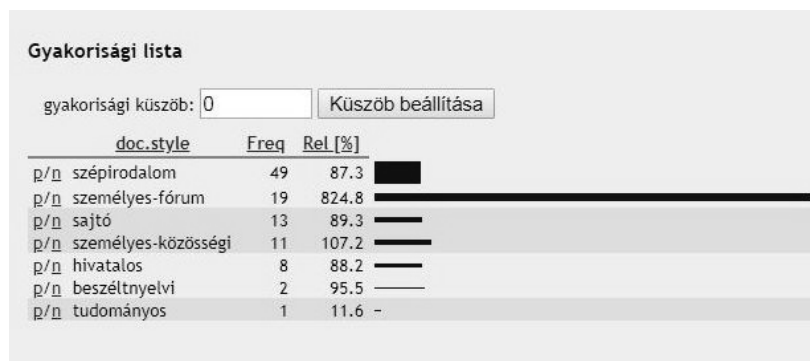 Gyakorisági lista
gyakorisági küszöb: 0 Küszöb beállítása
doc.style Freq Rel [%]
p/n szépirodalom 49 87.3
p/n személyes-fórum 19 824.8
p/n sajtó 13 89.3
p/n személyes-közösségi 11 107.2
p/n hivatalos 8 88.2
p/n beszéltnyelvi 2 95.5
p/n tudományos 1 11.6